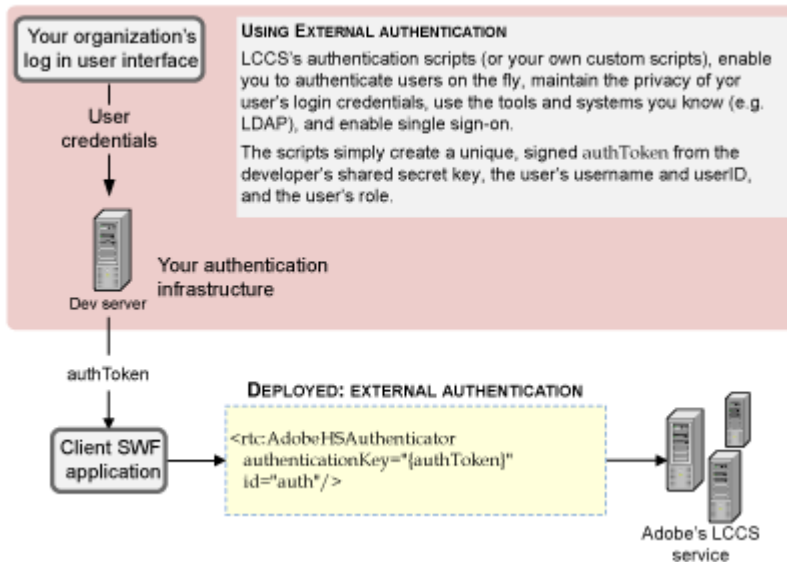 Your organization's
log in user interface
USING EXTERNAL AUTHENTICATION
LCCS's authentication scripts (or your own custom scripts), enable
you to authenticate users on the fly, maintain the privacy of yor
user's login credentials, use the tools and systems you know (e.g.
LDAP), and enable single sign-on.
The scripts simply create a unique, signed authToken from the
developer's shared secret key, the user's username and userID,
and the user's role.
User
credentials
Your authentication
infrastructure
Dev server
authToken
DEPLOYED: EXTERNAL AUTHENTICATION
Client SWF
application
<rtc:AdobeHSAuthenticator
authenticationKey="{authToken}"
id="auth"/>
Adobe's LCCS
service